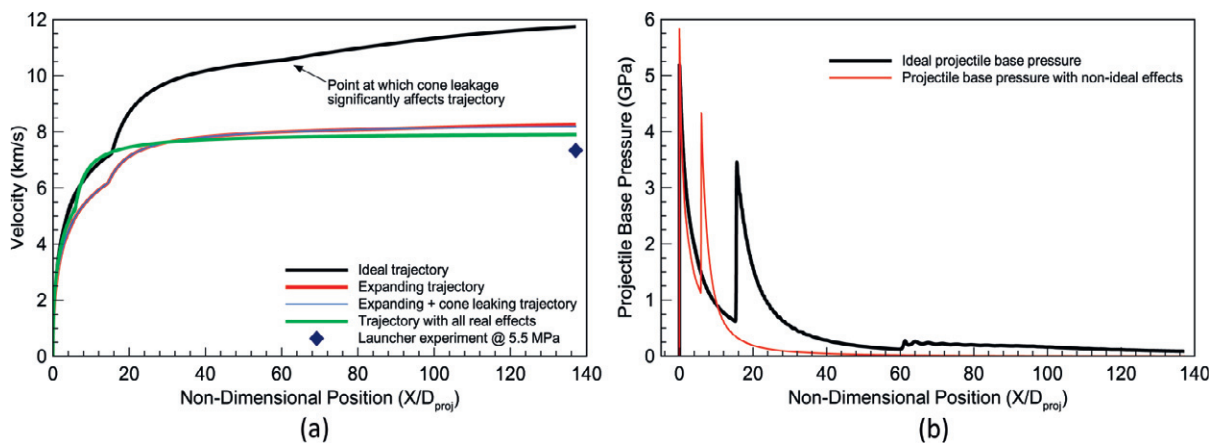 12
10
8
6
4
2
0
Velocity (km/s)
Point at which cone leakage
significantly affects trajectory
Ideal trajectory
Expanding trajectory
Expanding + cone leaking trajectory
Trajectory with all real effects
Launcher experiment @ 5.5 MPa
0 20 40 60 80 100 120 140
Non-Dimensional Position (X/Dproj)
(a)
6
5
4
3
2
1
0
Projectile Base Pressure (GPa)
Ideal projectile base pressure
Projectile base pressure with non-ideal effects
0 20 40 60 80 100 120 140
Non-Dimensional Position (X/Dproj)
(b)